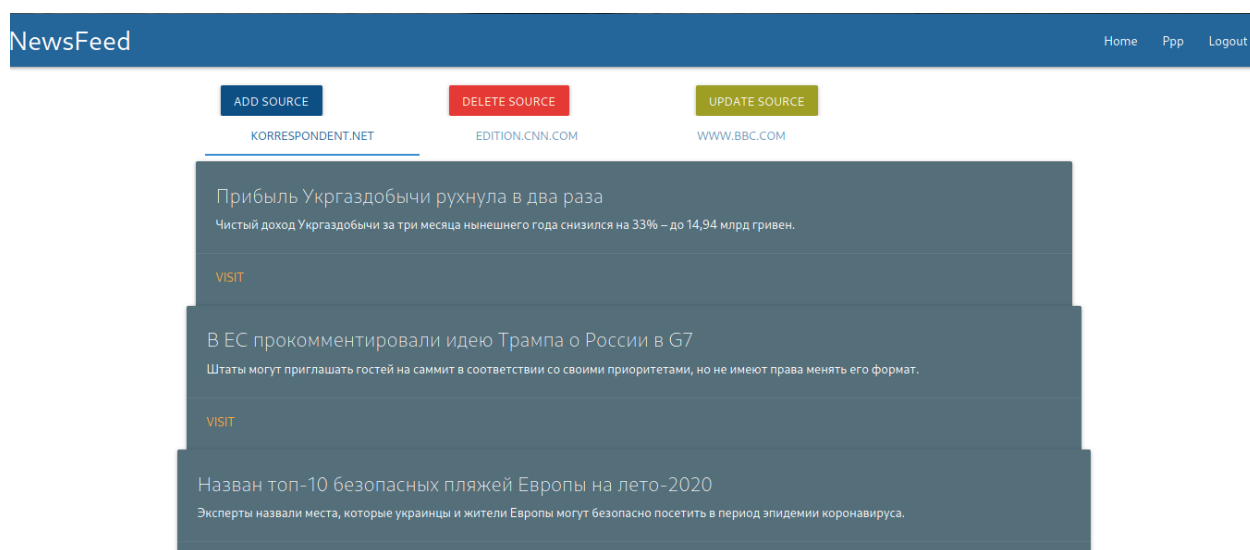 NewsFeed
Home Ppp Logout
ADD SOURCE DELETE SOURCE UPDATE SOURCE
KORRESPONDENT.NET EDITION.CNN.COM WWW.BBC.COM
Прибыль Укргаздобычи рухнула в два раза
Чистый доход Укргаздобычи за три месяца нынешнего года снизился на 33% – до 14,94 млрд гривен.
VISIT
В ЕС прокомментировали идею Трампа о России в G7
Штаты могут приглашать гостей на саммит в соответствии со своими приоритетами, но не имеют права менять его формат.
VISIT
Назван топ-10 безопасных пляжей Европы на лето-2020
Эксперты назвали места, которые украинцы и жители Европы могут безопасно посетить в период эпидемии коронавируса.